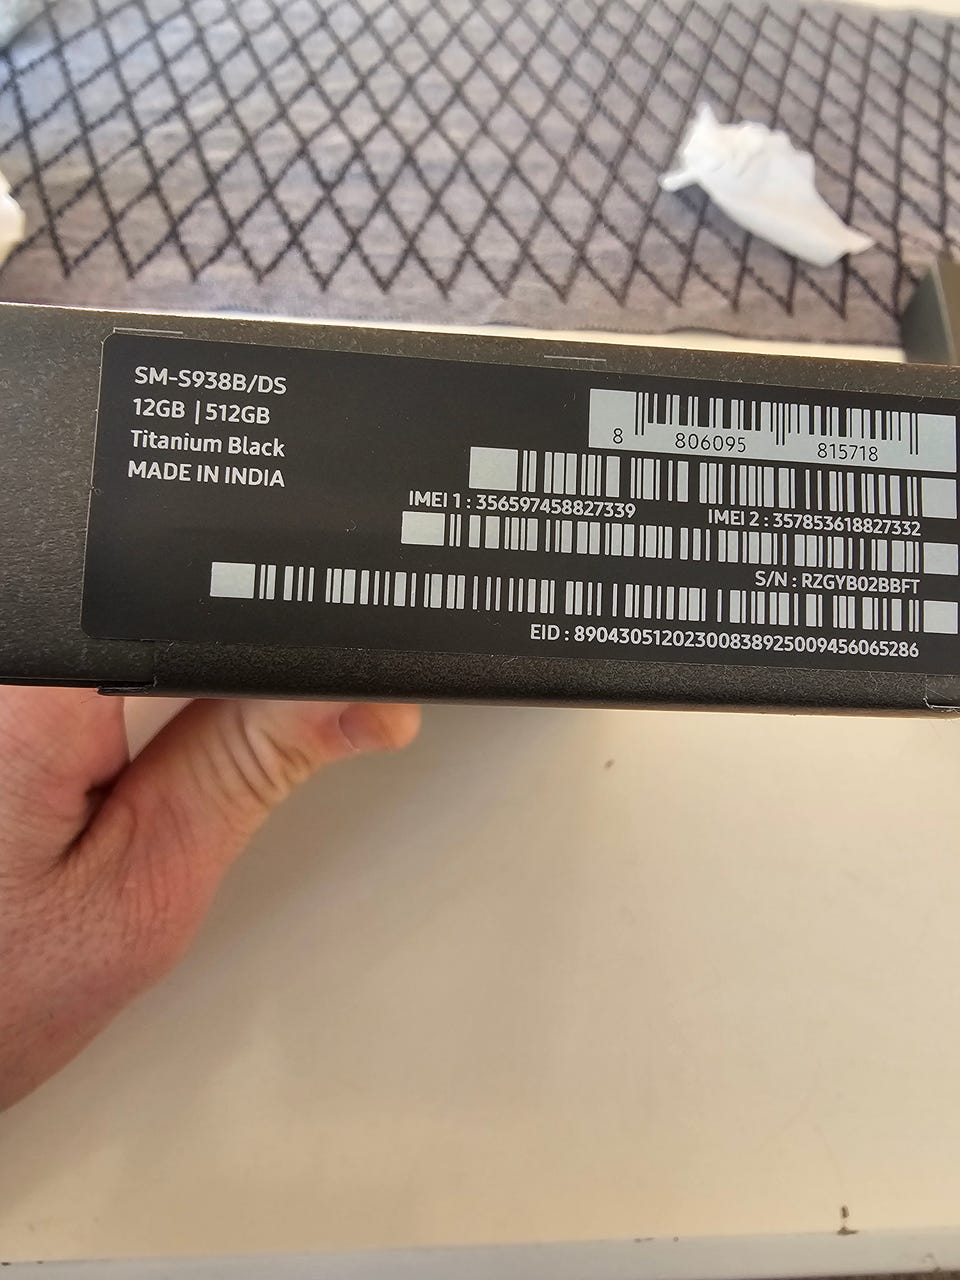 SM-S938B/DS
12GB | 512GB
Titanium Black
MADE IN INDIA
8 806095 815718
IMEI 1 : 356597458827339
IMEI 2 : 357853618827332
S/N : RZGYB02BBFT
EID : 89043051202300838925009456065286